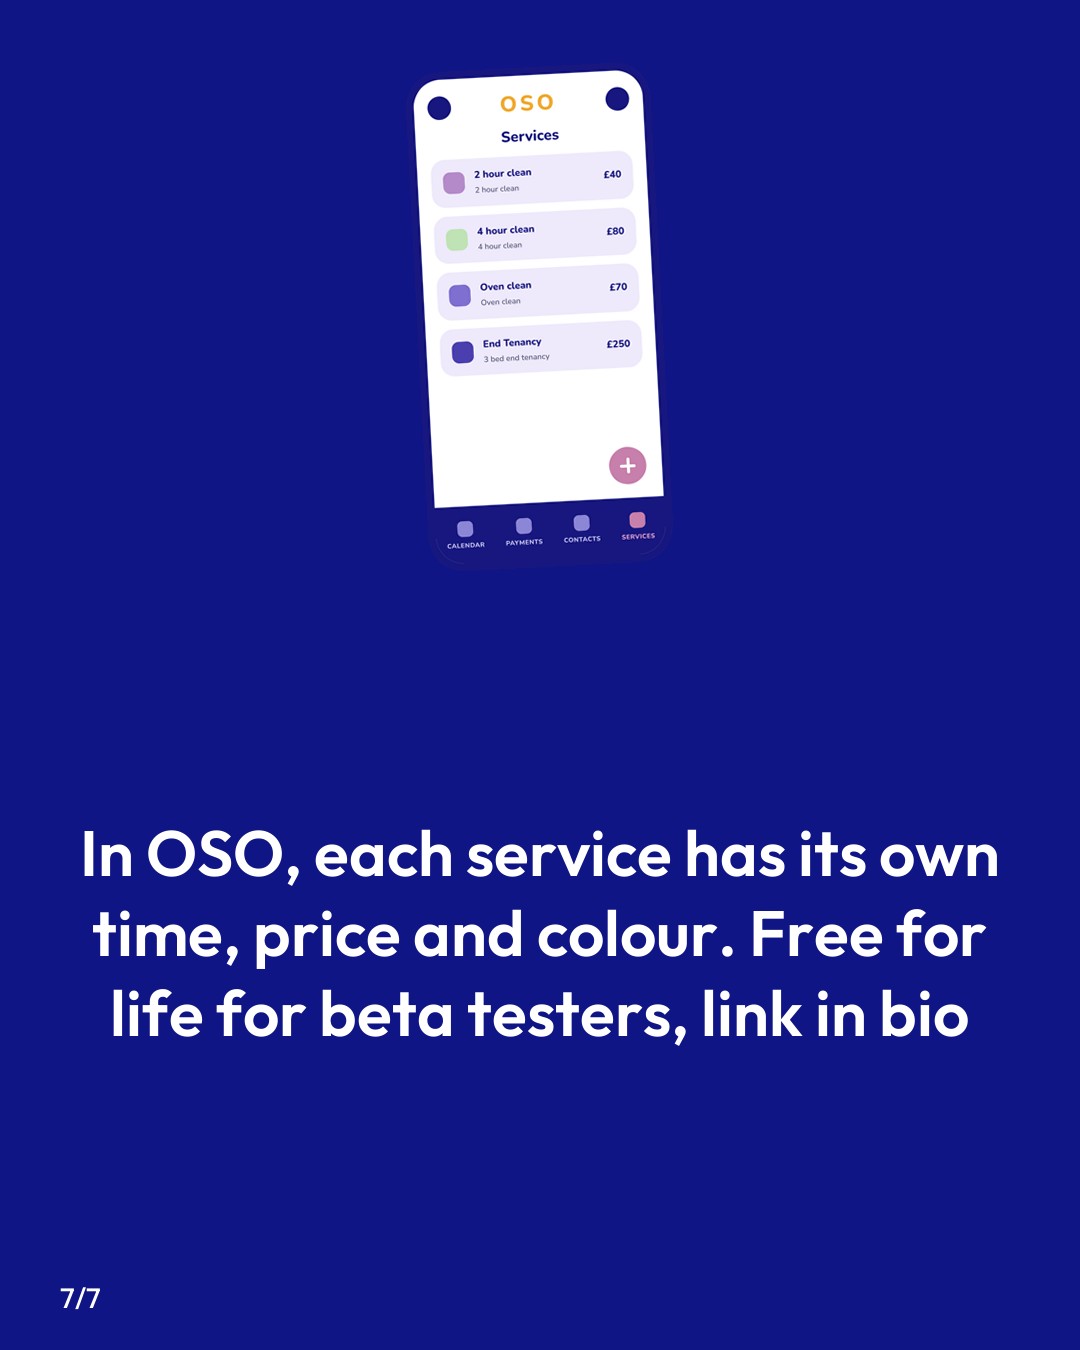 OSO
Services
2 hour clean
£40
2 hour clean
4 hour clean
£80
4 hour clean
Oven clean
£70
Oven clean
End Tenancy
£250
3 bed end tenancy
CALENDAR PAYMENTS CONTACTS SERVICES
In OSO, each service has its own
time, price and colour. Free for
life for beta testers, link in bio
7/7